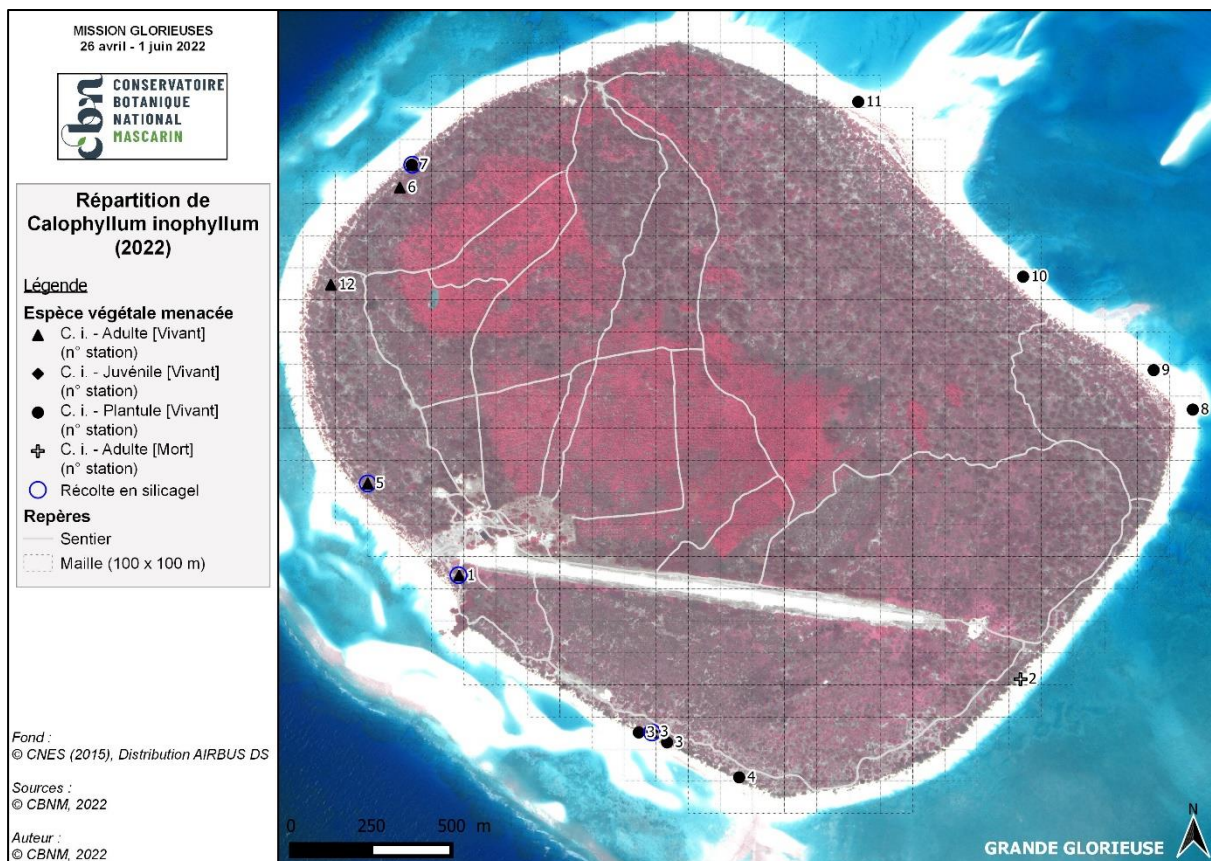 MISSION GLORIEUSES
26 avril - 1 juin 2022
cbn
CONSERVATOIRE
BOTANIQUE
NATIONAL
MASCARIN
Répartition de
Calophyllum inophyllum
(2022)
Légende
Espèce végétale menacée
C. i. - Adulte [Vivant]
(n° station)
C. i. - Juvénile [Vivant]
(n° station)
C. i. - Plantule [Vivant]
(n° station)
C. i. - Adulte [Mort]
(n° station)
Récolte en silicagel
Repères
Sentier
Maille (100 x 100 m)
Fond :
© CNES (2015), Distribution AIRBUS DS
Sources :
© CBNM, 2022
Auteur :
© CBNM, 2022
11
7
6
10
12
9
8
5
1
2
3 3
3
4
0 250 500 m
N
GRANDE GLORIEUSE